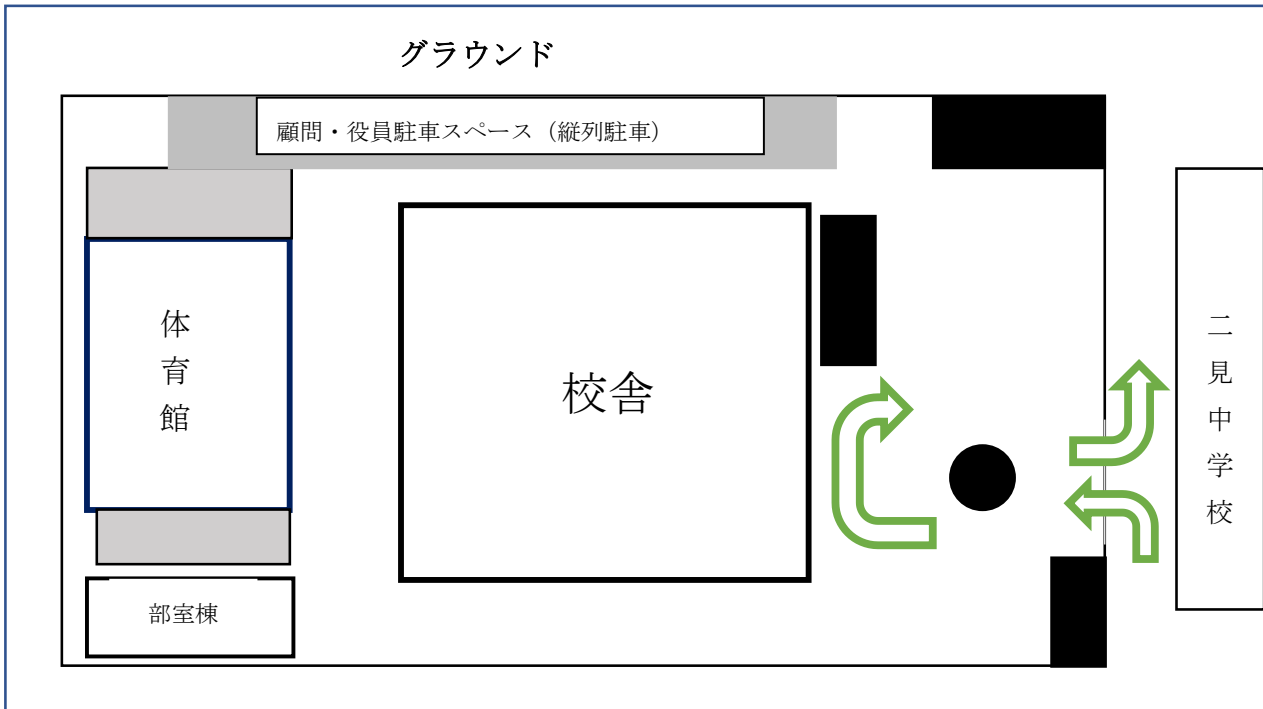 グラウンド
顧問・役員駐車スペース（縦列駐車）
体育館
校舎
二見中学校
部室棟